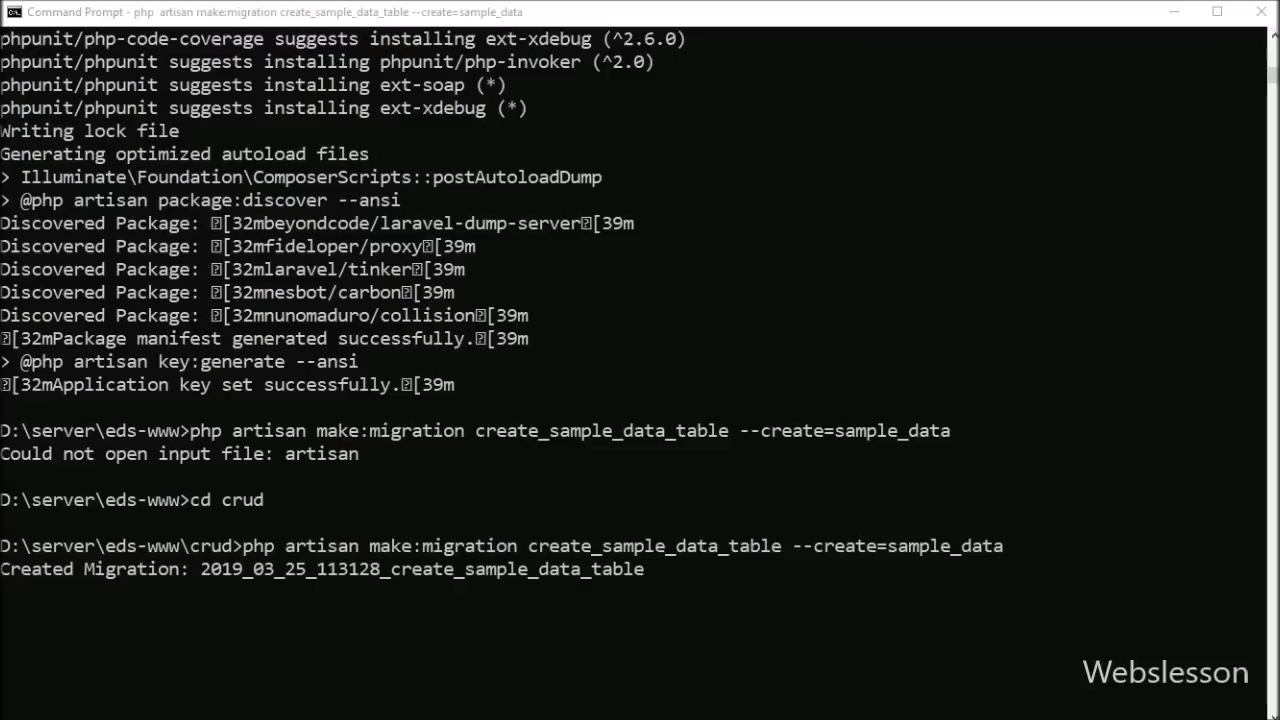 Command Prompt - php  artisan make:migration create_sample_data_table --create=sample_data
phpunit/php-code-coverage suggests installing ext-xdebug (^2.6.0)
phpunit/phpunit suggests installing phpunit/php-invoker (^2.0)
phpunit/phpunit suggests installing ext-soap (*)
phpunit/phpunit suggests installing ext-xdebug (*)
Writing lock file
Generating optimized autoload files
> Illuminate\Foundation\ComposerScripts::postAutoloadDump
> @php artisan package:discover --ansi
Discovered Package: [32mbeyondcode/laravel-dump-server[39m
Discovered Package: [32mfideloper/proxy[39m
Discovered Package: [32mlaravel/tinker[39m
Discovered Package: [32mnesbot/carbon[39m
Discovered Package: [32mnunomaduro/collision[39m
[32mPackage manifest generated successfully.[39m
> @php artisan key:generate --ansi
[32mApplication key set successfully.[39m
D:\server\eds-www>php artisan make:migration create_sample_data_table --create=sample_data
Could not open input file: artisan
D:\server\eds-www>cd crud
D:\server\eds-www\crud>php artisan make:migration create_sample_data_table --create=sample_data
Created Migration: 2019_03_25_113128_create_sample_data_table
Webslesson